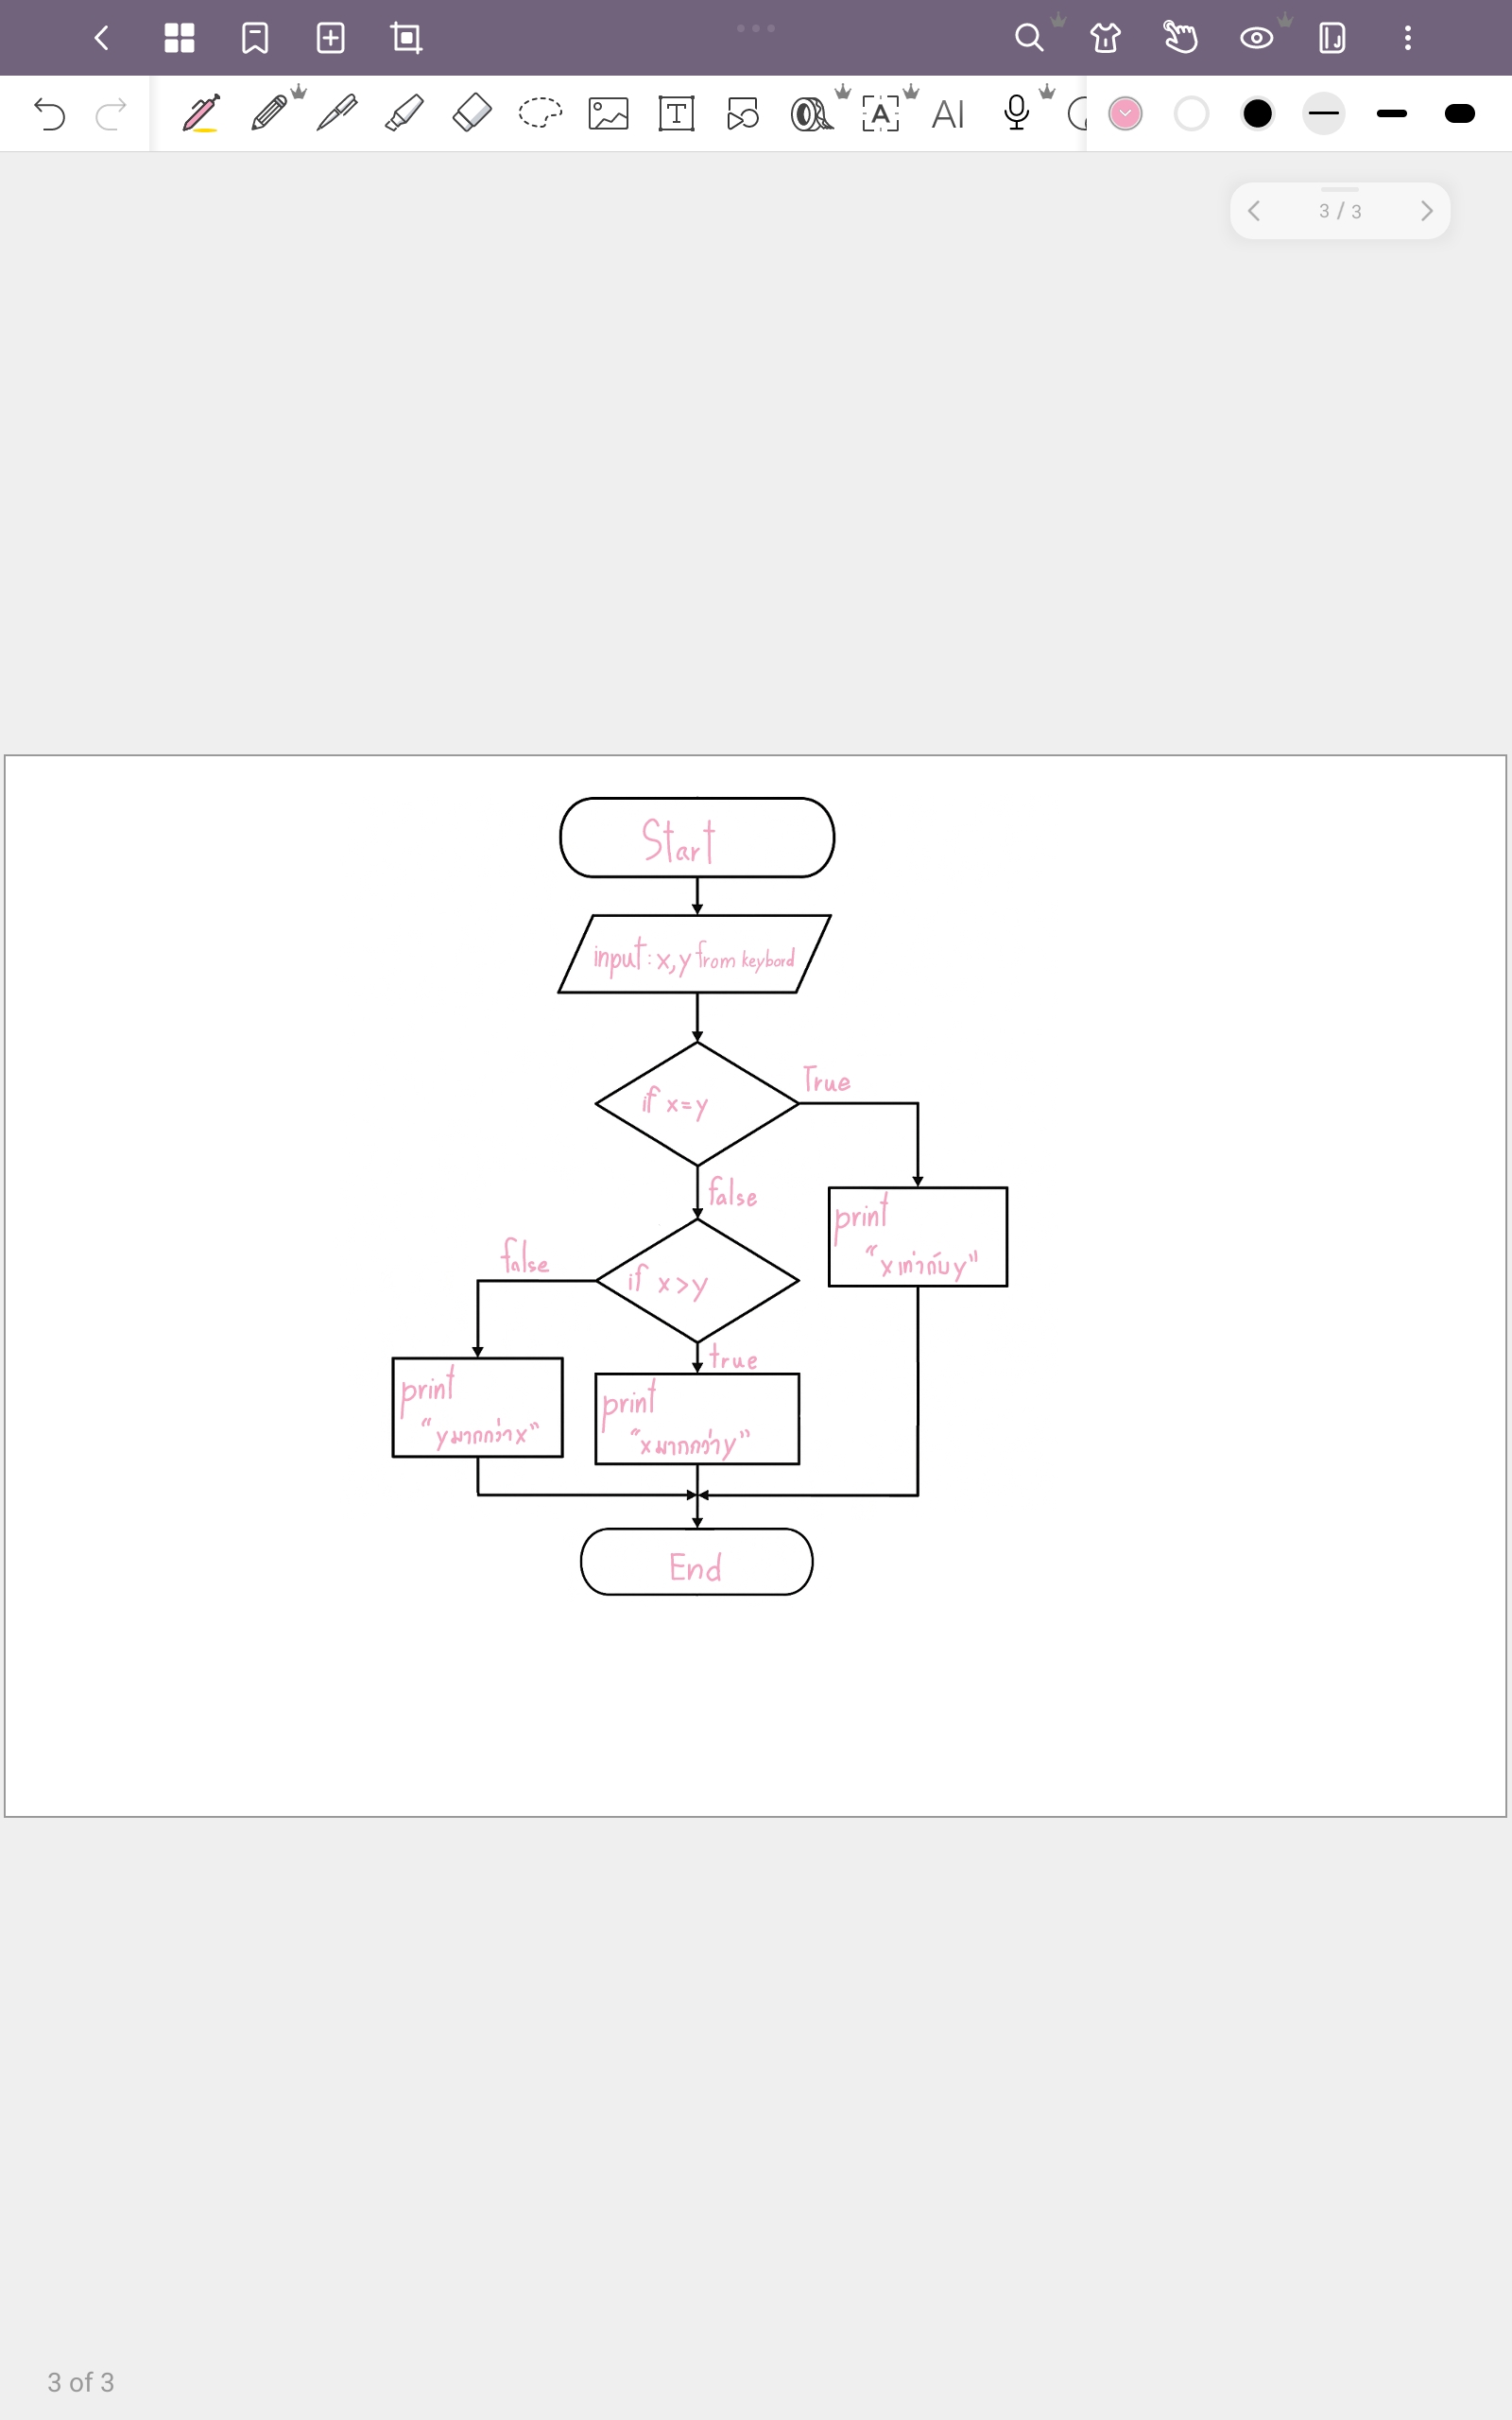 AI
3 / 3
Start
input : x, y from keybord
if x = y
True
false
print
"x เท่ากับ y"
false
if x > y
true
print
"y มากกว่า x"
print
"x มากกว่า y"
End
3 of 3